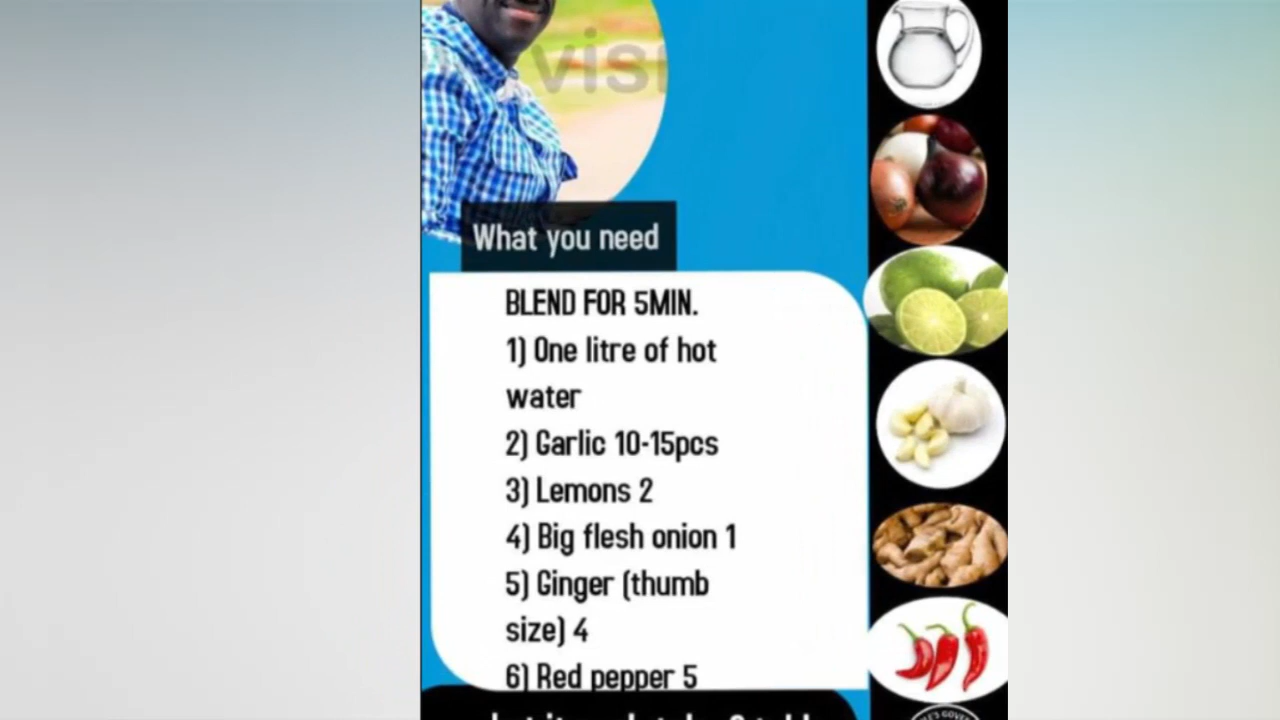 visi
What you need
BLEND FOR 5MIN.
1) One litre of hot
water
2) Garlic 10-15pcs
3) Lemons 2
4) Big flesh onion 1
5) Ginger (thumb
size) 4
6) Red pepper 5